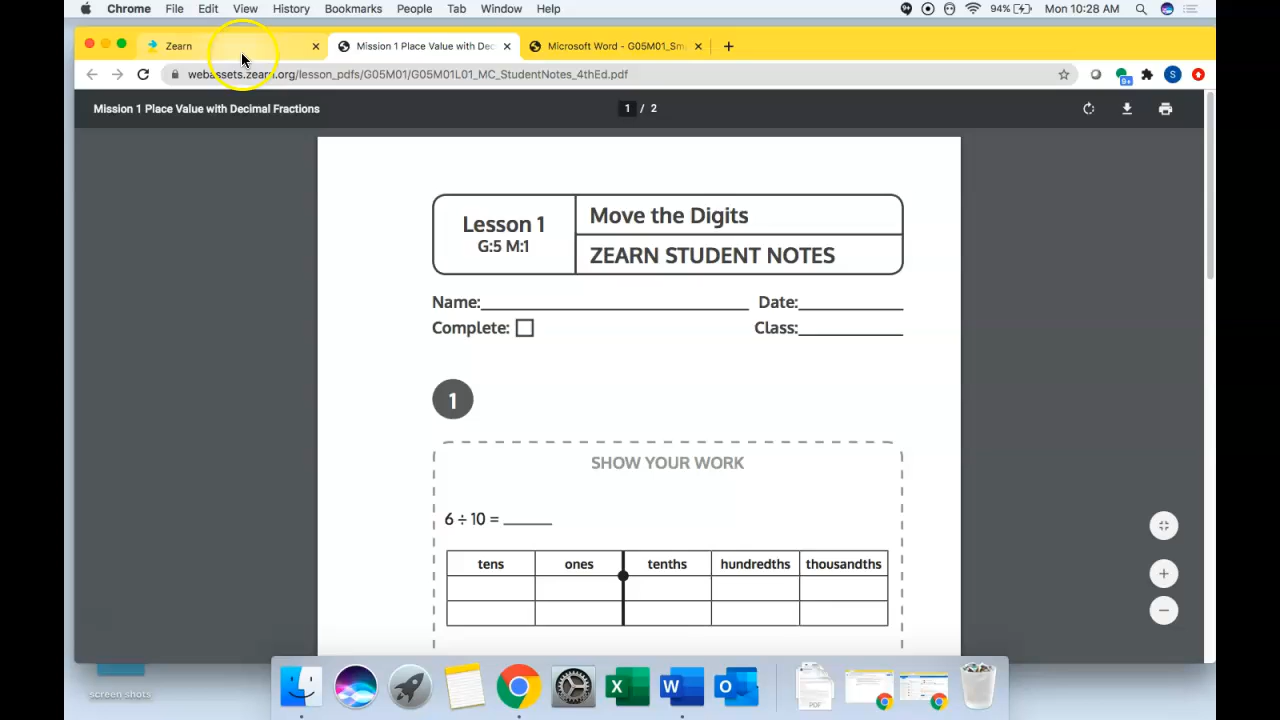 Chrome File Edit View History Bookmarks People Tab Window Help 94% Mon 10:28 AM
Zearn Mission 1 Place Value with Dec Microsoft Word - G05M01_Sm
webassets.zearn.org/lesson_pdfs/G05M01/G05M01L01_MC_StudentNotes_4thEd.pdf S
Mission 1 Place Value with Decimal Fractions 1 / 2
Lesson 1
G:5 M:1
Move the Digits
ZEARN STUDENT NOTES
Name: Date:
Complete: Class:
1
SHOW YOUR WORK
6 ÷ 10 = ______
tens ones tenths hundredths thousandths
screen shots